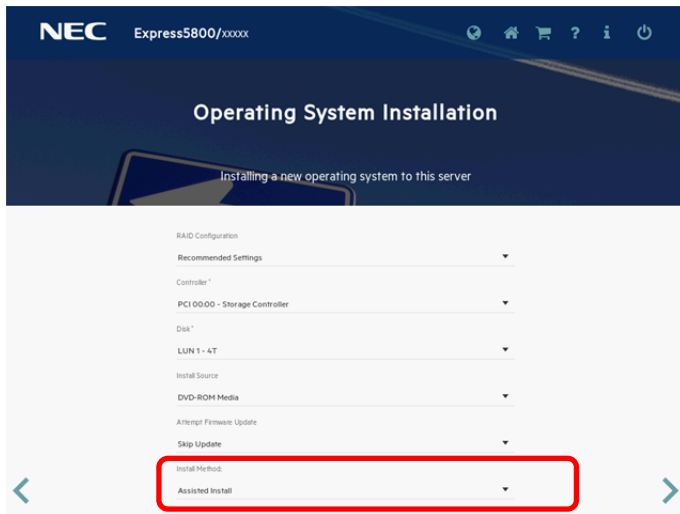 NEC Express5800/xxxxx ? i
Operating System Installation
Installing a new operating system to this server
RAID Configuration
Recommended Settings
Controller*
PCI 00:00 - Storage Controller
Disk*
LUN 1 - 4T
Install Source
DVD-ROM Media
Attempt Firmware Update
Skip Update
Install Method:
Assisted Install